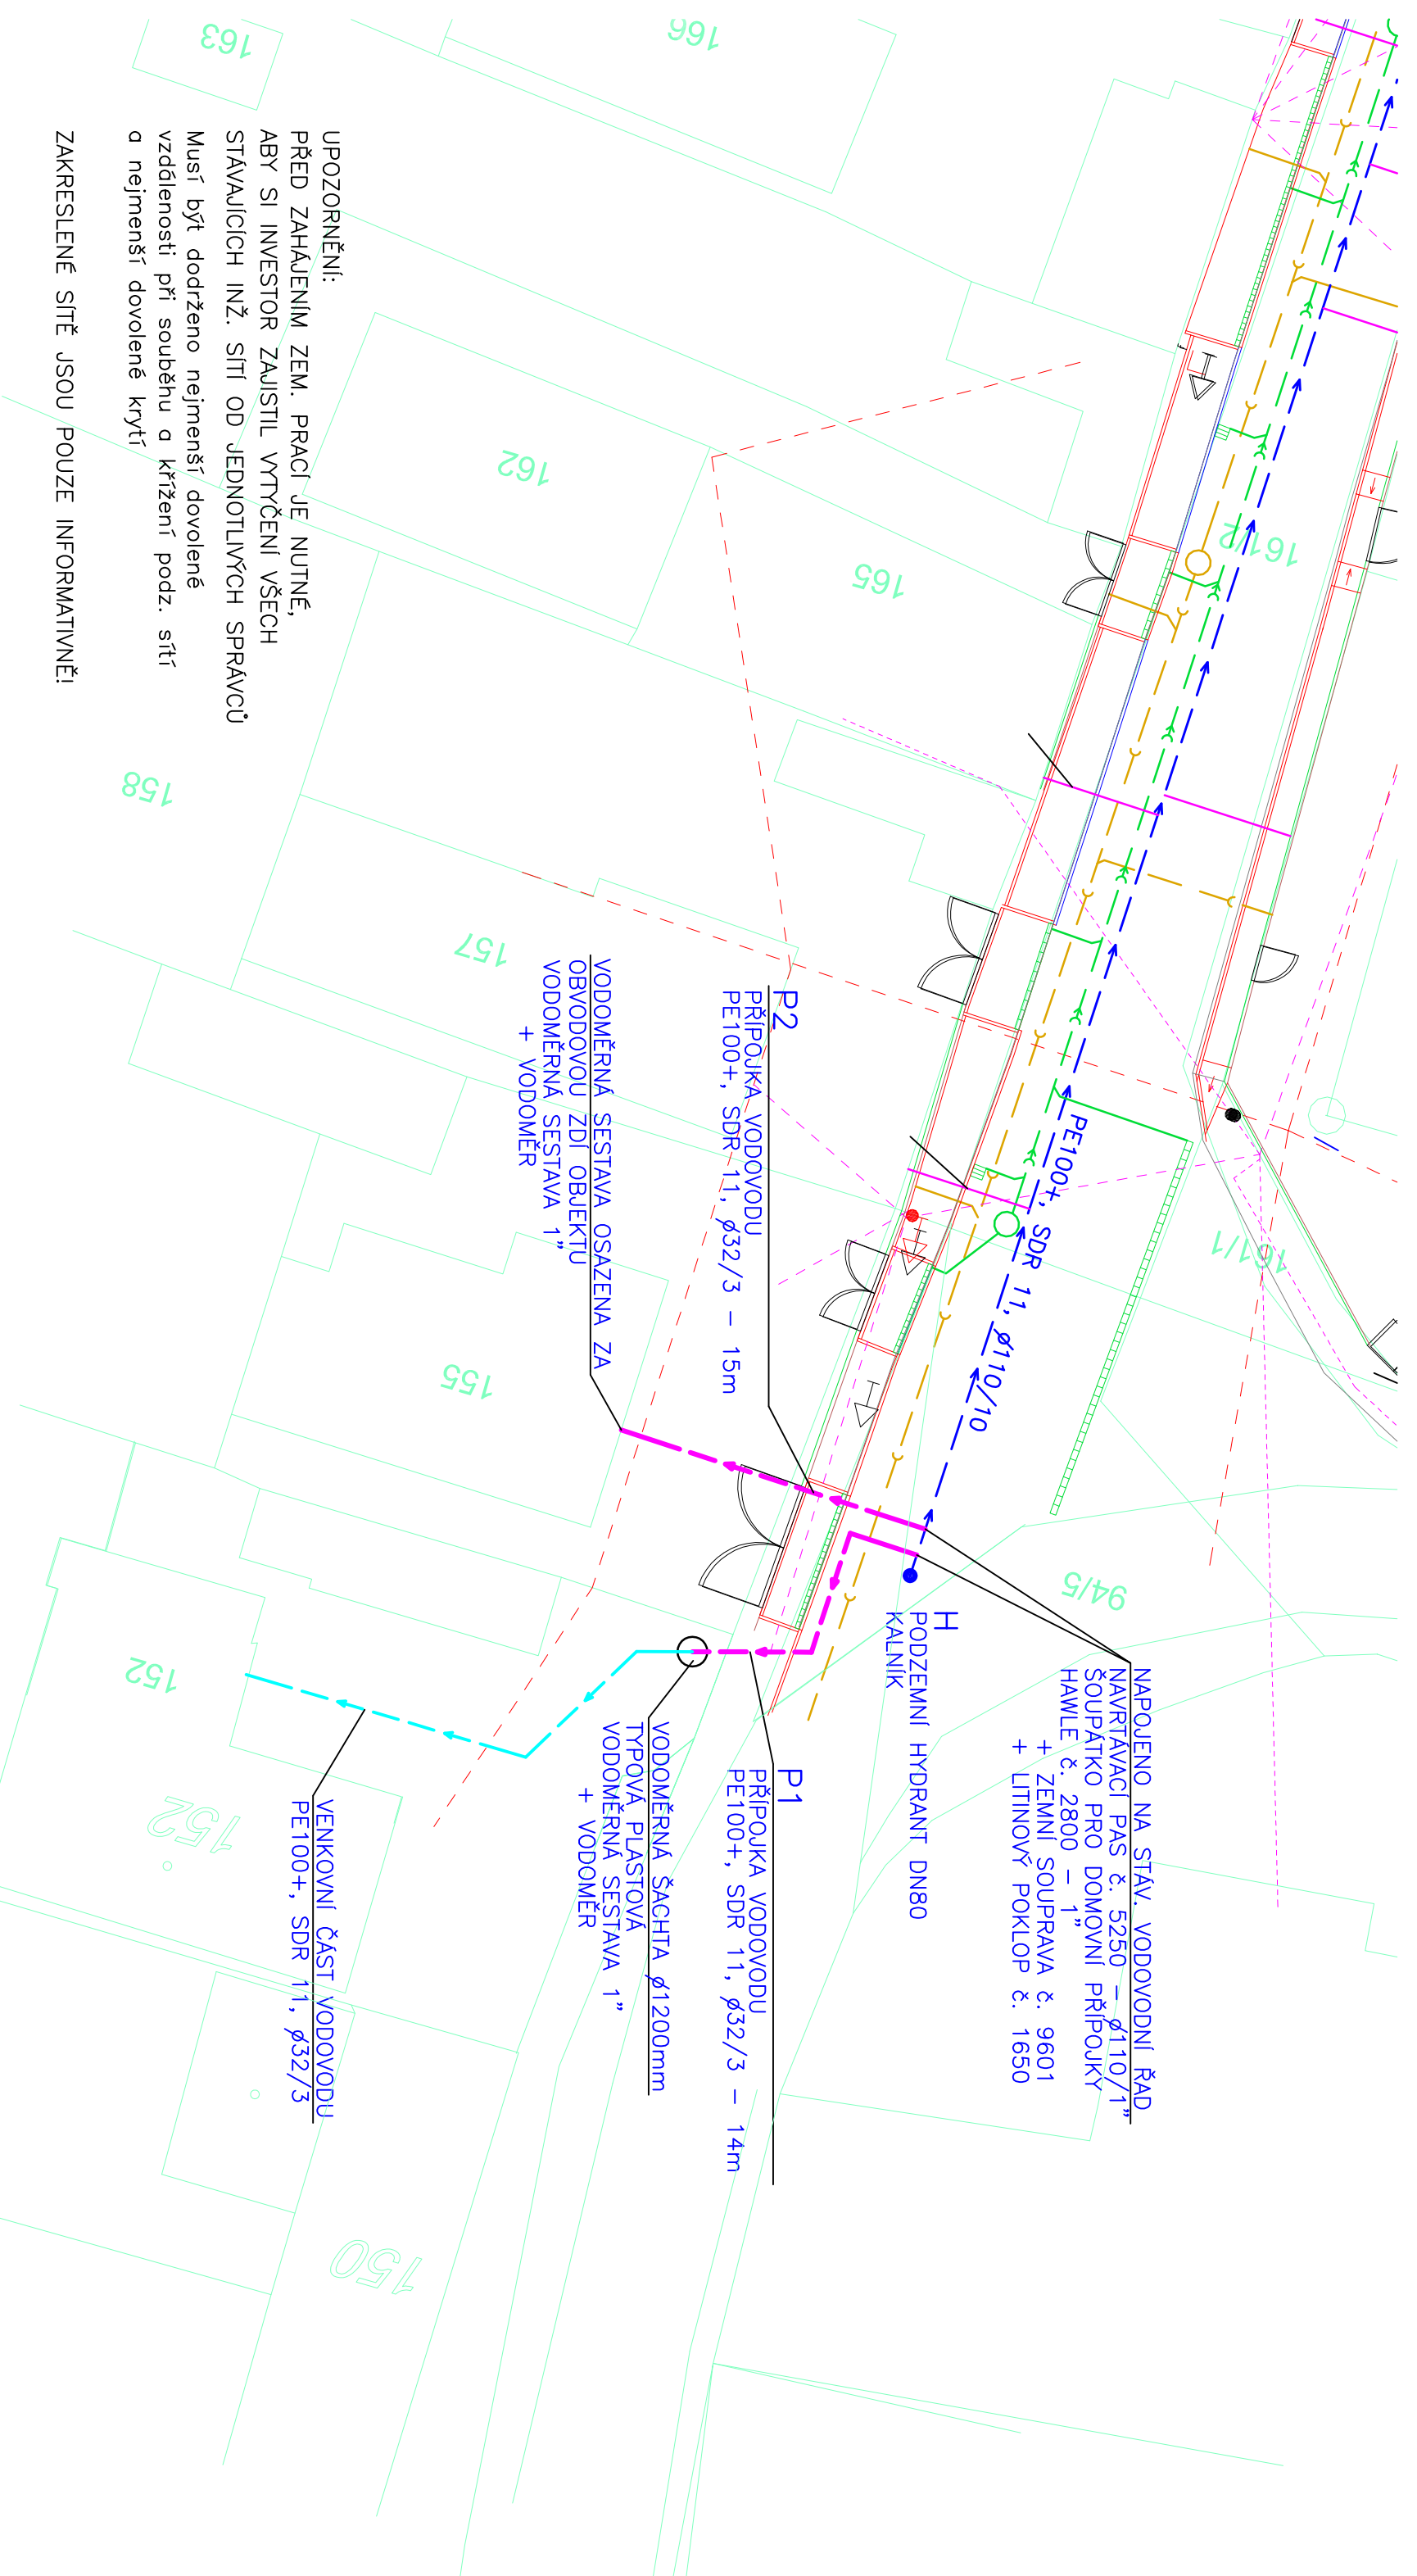 UPOZORNĚNÍ:
PŘED ZAHÁJENÍM ZEM. PRACÍ JE NUTNÉ,
ABY SI INVESTOR ZAJISTIL VYTYČENÍ VŠECH
STÁVAJÍCÍCH INŽ. SÍTÍ OD JEDNOTLIVÝCH SPRÁVCŮ
Musí být dodrženo nejmenší dovolené
vzdálenosti při souběhu a křížení podz. sítí
a nejmenší dovolené krytí
ZAKRESLENÉ SÍTĚ JSOU POUZE INFORMATIVNĚ!
P2
PŘÍPOJKA VODOVODU
PE100+, SDR 11, ø32/3 – 15m
VODOMĚRNÁ SESTAVA OSAZENA ZA
OBVODOVOU ZDÍ OBJEKTU
VODOMĚRNÁ SESTAVA 1"
+ VODOMĚR
PE100+, SDR 11, ø110/10
H
PODZEMNÍ HYDRANT DN80
KALNÍK
NAPOJENO NA STÁV. VODOVODNÍ ŘAD
NAVRTÁVACÍ PAS č. 5250 – ø110/1"
ŠOUPÁTKO PRO DOMOVNÍ PŘÍPOJKY
HAWLE č. 2800 – 1"
+ ZEMNÍ SOUPRAVA č. 9601
+ LITINOVÝ POKLOP č. 1650
P1
PŘÍPOJKA VODOVODU
PE100+, SDR 11, ø32/3 – 14m
VODOMĚRNÁ ŠACHTA ø1200mm
TYPOVÁ PLASTOVÁ
VODOMĚRNÁ SESTAVA 1"
+ VODOMĚR
VENKOVNÍ ČÁST VODOVODU
PE100+, SDR 11, ø32/3
163
166
162
165
161/2
158
157
161/1
155
94/5
152
152
150